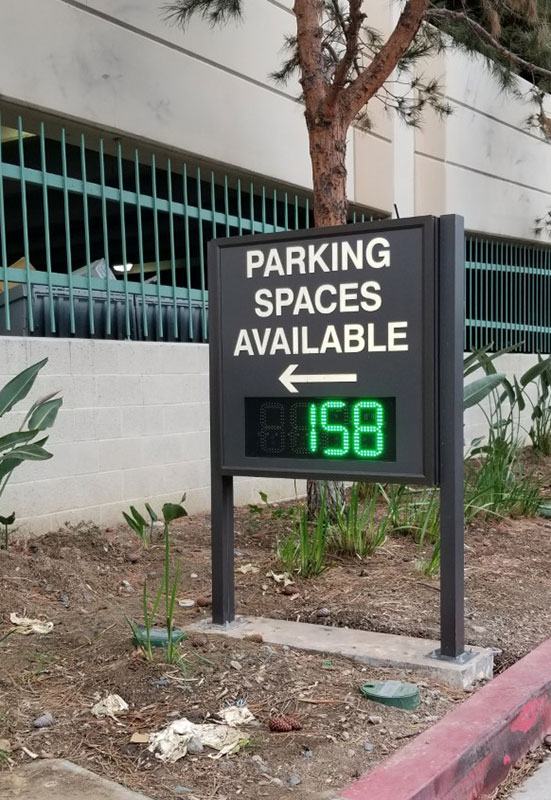 PARKING
SPACES
AVAILABLE
←
158